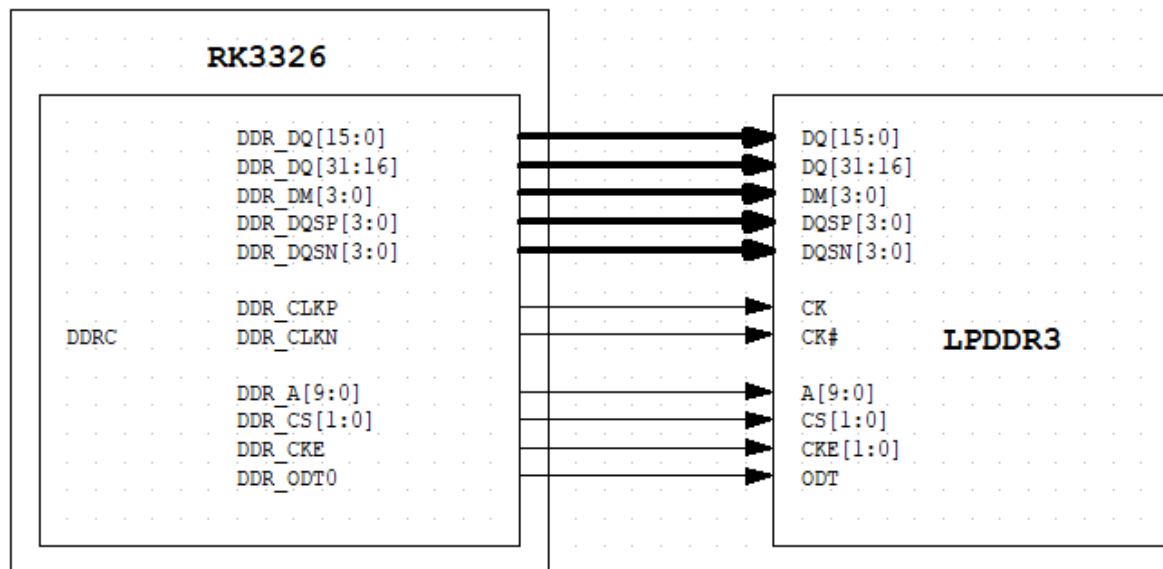 RK3326
DDR_DQ[15:0] DQ[15:0]
DDR_DQ[31:16] DQ[31:16]
DDR_DM[3:0] DM[3:0]
DDR_DQSP[3:0] DQSP[3:0]
DDR_DQSN[3:0] DQSN[3:0]
DDR_CLKP CK
DDRC DDR_CLKN CK# LPDDR3
DDR_A[9:0] A[9:0]
DDR_CS[1:0] CS[1:0]
DDR_CKE CKE[1:0]
DDR_ODT0 ODT